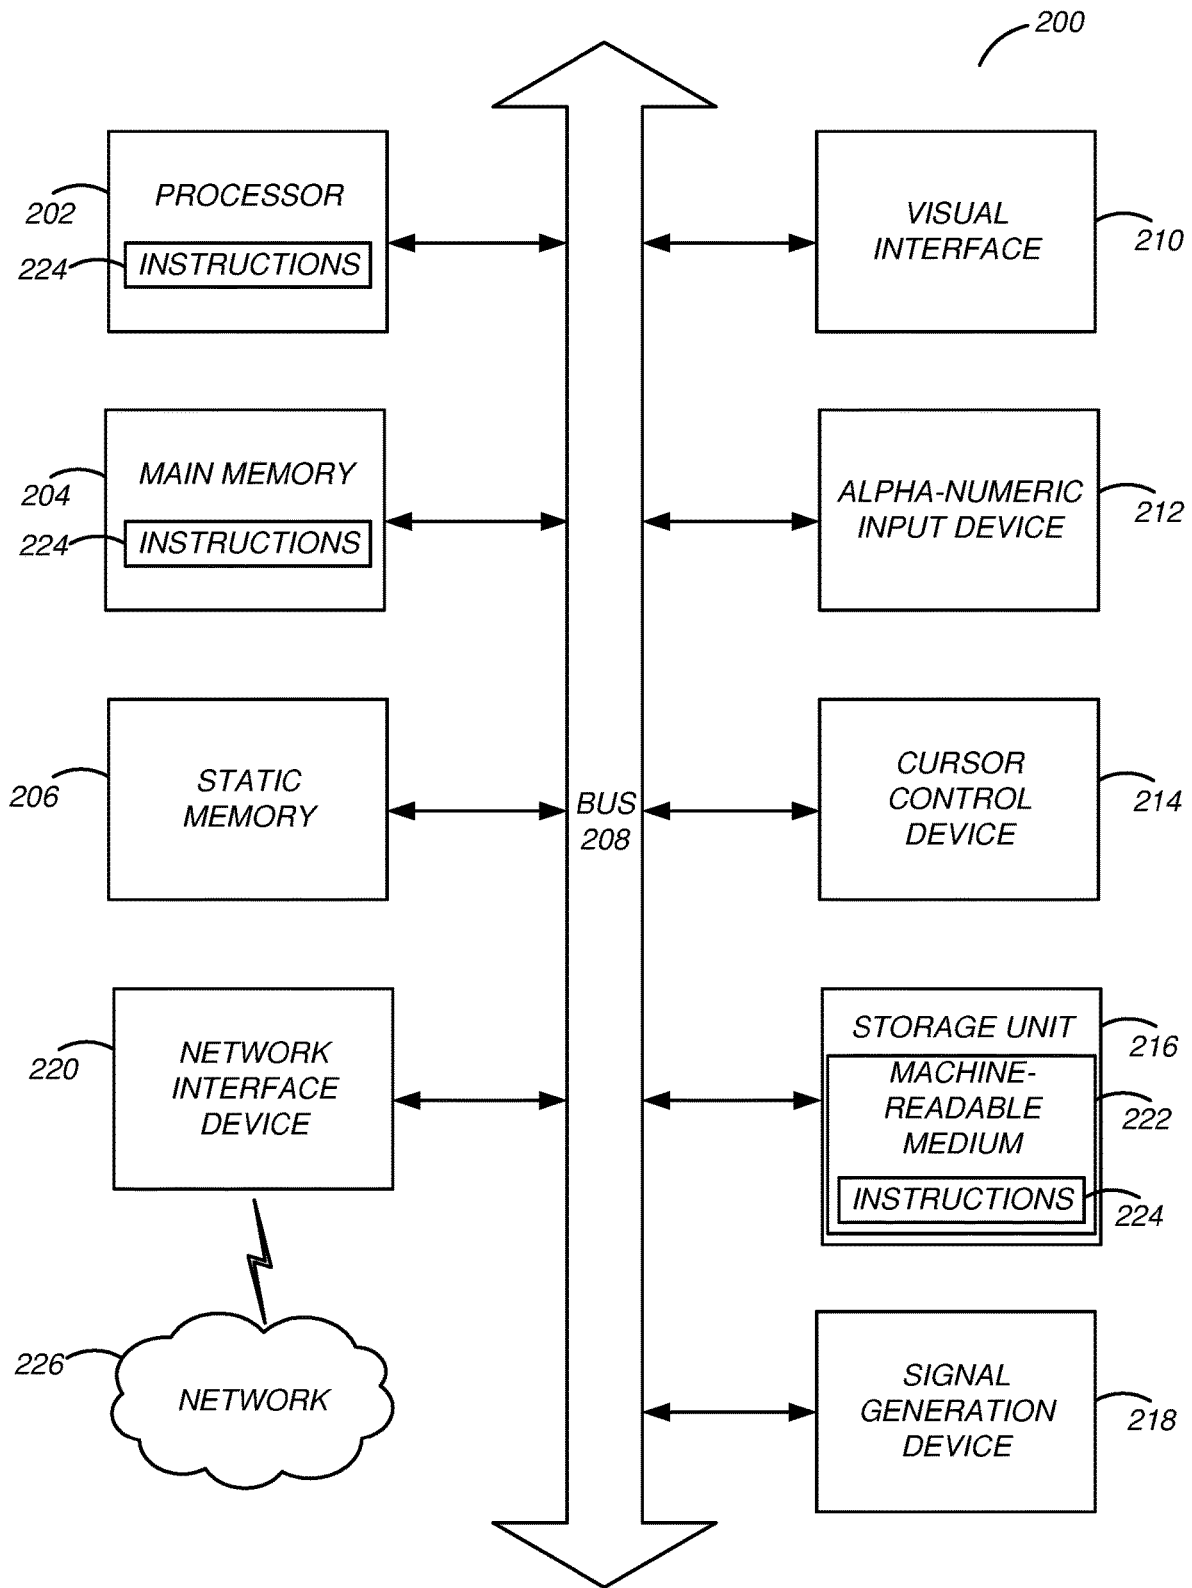 200
PROCESSOR
202
224
INSTRUCTIONS
MAIN MEMORY
204
224
INSTRUCTIONS
STATIC
MEMORY
206
NETWORK
INTERFACE
DEVICE
220
226
NETWORK
BUS
208
VISUAL
INTERFACE
210
ALPHA-NUMERIC
INPUT DEVICE
212
CURSOR
CONTROL
DEVICE
214
STORAGE UNIT
216
MACHINE-
READABLE
MEDIUM
222
INSTRUCTIONS
224
SIGNAL
GENERATION
DEVICE
218